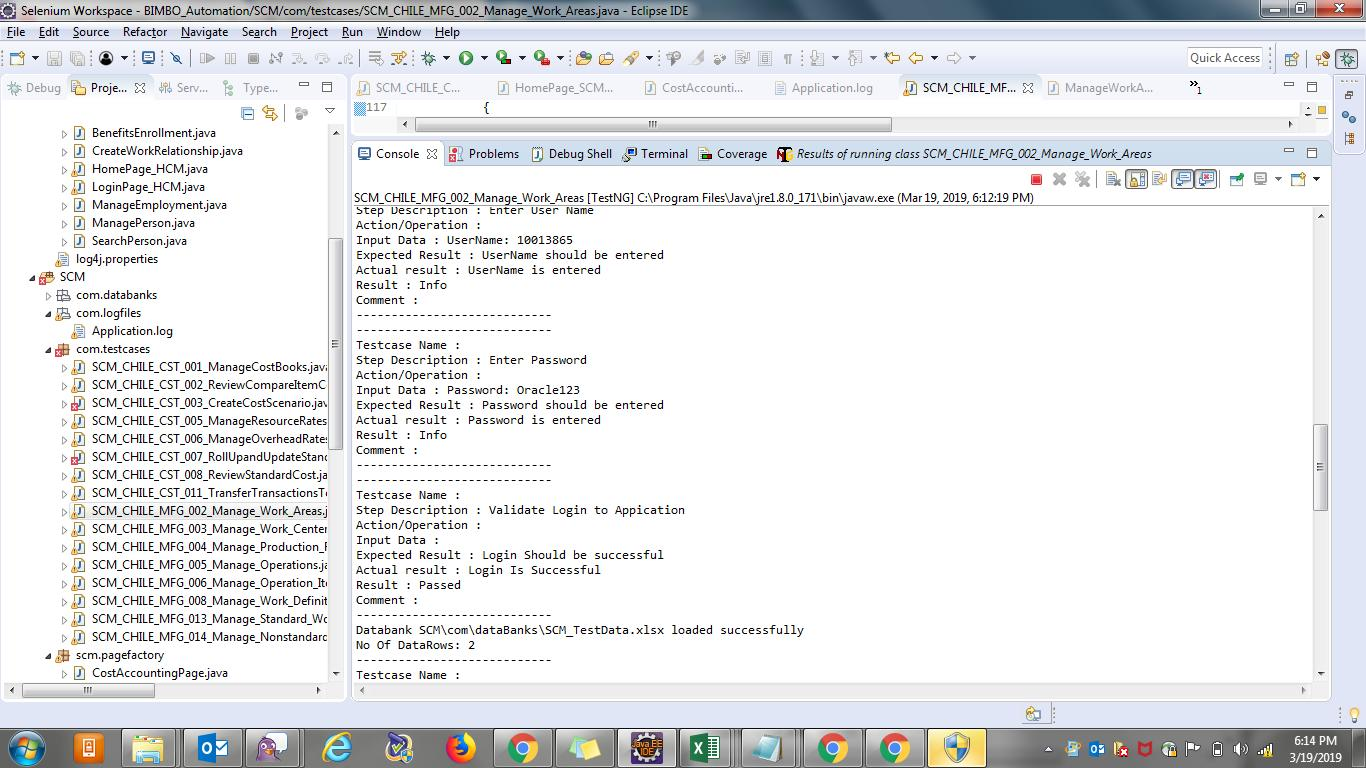 Selenium Workspace - BIMBO_Automation/SCM/com/testcases/SCM_CHILE_MFG_002_Manage_Work_Areas.java - Eclipse IDE
File Edit Source Refactor Navigate Search Project Run Window Help
Quick Access
Debug Proje... Serv... Type...
BenefitsEnrollment.java
CreateWorkRelationship.java
HomePage_HCM.java
LoginPage_HCM.java
ManageEmployment.java
ManagePerson.java
SearchPerson.java
log4j.properties
SCM
com.databanks
com.logfiles
Application.log
com.testcases
SCM_CHILE_CST_001_ManageCostBooks.java
SCM_CHILE_CST_002_ReviewCompareItemC
SCM_CHILE_CST_003_CreateCostScenario.jav
SCM_CHILE_CST_005_ManageResourceRates
SCM_CHILE_CST_006_ManageOverheadRates
SCM_CHILE_CST_007_RollUpandUpdateStand
SCM_CHILE_CST_008_ReviewStandardCost.ja
SCM_CHILE_CST_011_TransferTransactionsTo
SCM_CHILE_MFG_002_Manage_Work_Areas.j
SCM_CHILE_MFG_003_Manage_Work_Center
SCM_CHILE_MFG_004_Manage_Production_R
SCM_CHILE_MFG_005_Manage_Operations.ja
SCM_CHILE_MFG_006_Manage_Operation_Ite
SCM_CHILE_MFG_008_Manage_Work_Definit
SCM_CHILE_MFG_013_Manage_Standard_Wo
SCM_CHILE_MFG_014_Manage_Nonstandard
scm.pagefactory
CostAccountingPage.java
SCM_CHILE_C... HomePage_SCM... CostAccounti... Application.log SCM_CHILE_MF... ManageWorkA... »1
117 {
Console Problems Debug Shell Terminal Coverage Results of running class SCM_CHILE_MFG_002_Manage_Work_Areas
SCM_CHILE_MFG_002_Manage_Work_Areas [TestNG] C:\Program Files\Java\jre1.8.0_171\bin\javaw.exe (Mar 19, 2019, 6:12:19 PM)
Step Description : Enter User Name
Action/Operation :
Input Data : UserName: 10013865
Expected Result : UserName should be entered
Actual result : UserName is entered
Result : Info
Comment :
----------------------------
----------------------------
Testcase Name :
Step Description : Enter Password
Action/Operation :
Input Data : Password: Oracle123
Expected Result : Password should be entered
Actual result : Password is entered
Result : Info
Comment :
----------------------------
----------------------------
Testcase Name :
Step Description : Validate Login to Appication
Action/Operation :
Input Data :
Expected Result : Login Should be successful
Actual result : Login Is Successful
Result : Passed
Comment :
----------------------------
Databank SCM\com\dataBanks\SCM_TestData.xlsx loaded successfully
No Of DataRows: 2
----------------------------
Testcase Name :
6:14 PM
3/19/2019